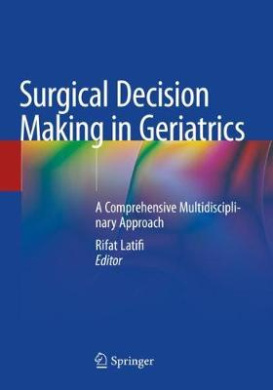 Surgical Decision
Making in Geriatrics
A Comprehensive Multidiscipli-
nary Approach
Rifat Latifi
Editor
Springer